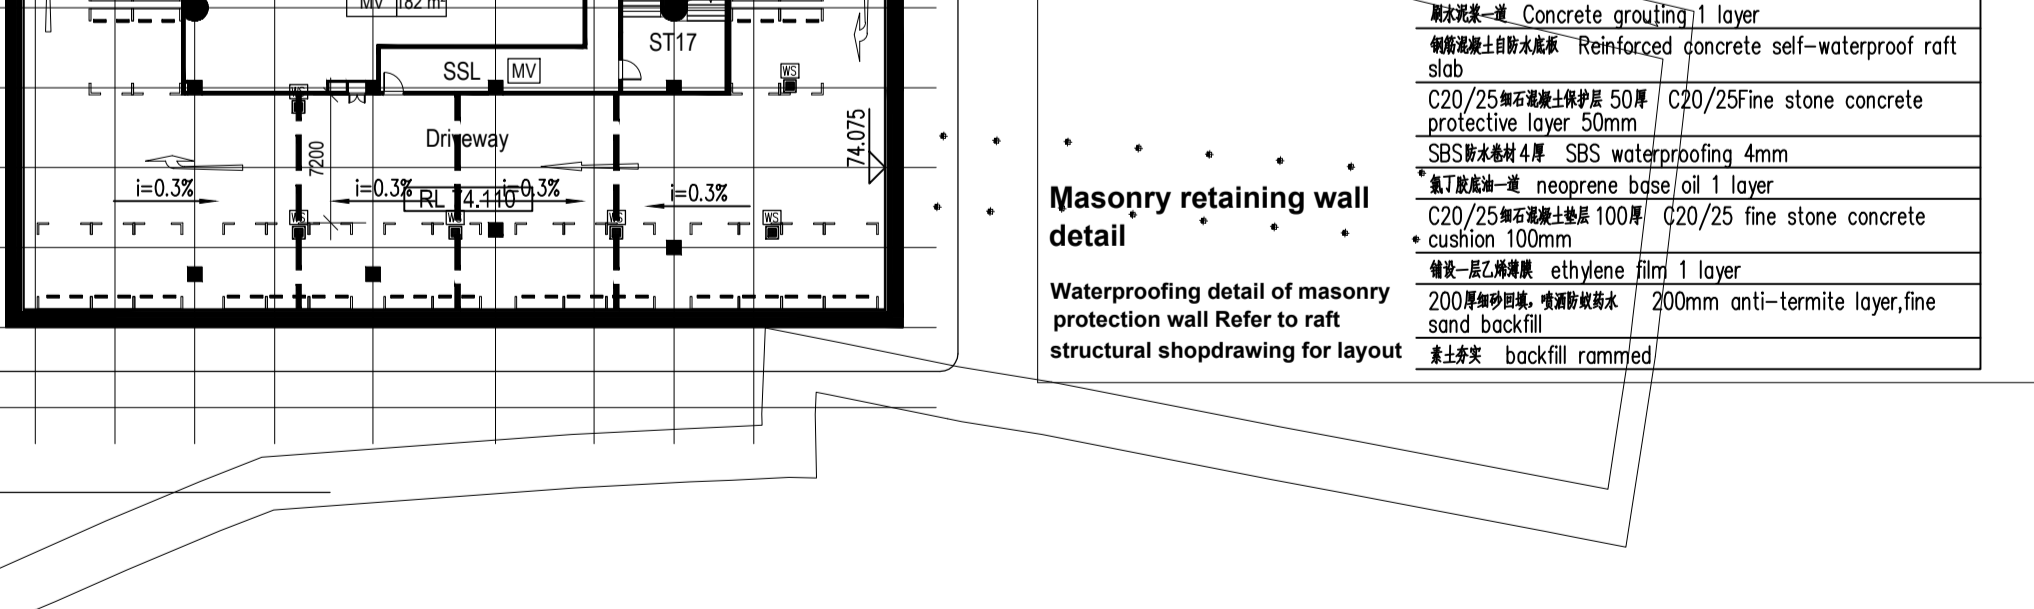 182 m²
ST17
SSL
MV
WS
WS
Driveway
7200
74.075
i=0.3%
i=0.3%
i=0.3%
i=0.3%
RL 74.110
WS
WS
WS
WS
Masonry retaining wall
detail
Waterproofing detail of masonry
protection wall Refer to raft
structural shopdrawing for layout
刷水泥浆一道 Concrete grouting 1 layer
钢筋混凝土自防水底板 Reinforced concrete self-waterproof raft
slab
C20/25细石混凝土保护层 50厚 C20/25Fine stone concrete
protective layer 50mm
SBS防水卷材4厚 SBS waterproofing 4mm
氯丁胶底油一道 neoprene base oil 1 layer
C20/25细石混凝土垫层 100厚 C20/25 fine stone concrete
cushion 100mm
铺设一层乙烯薄膜 ethylene film 1 layer
200厚细砂回填，喷洒防蚁药水 200mm anti-termite layer,fine
sand backfill
素土夯实 backfill rammed